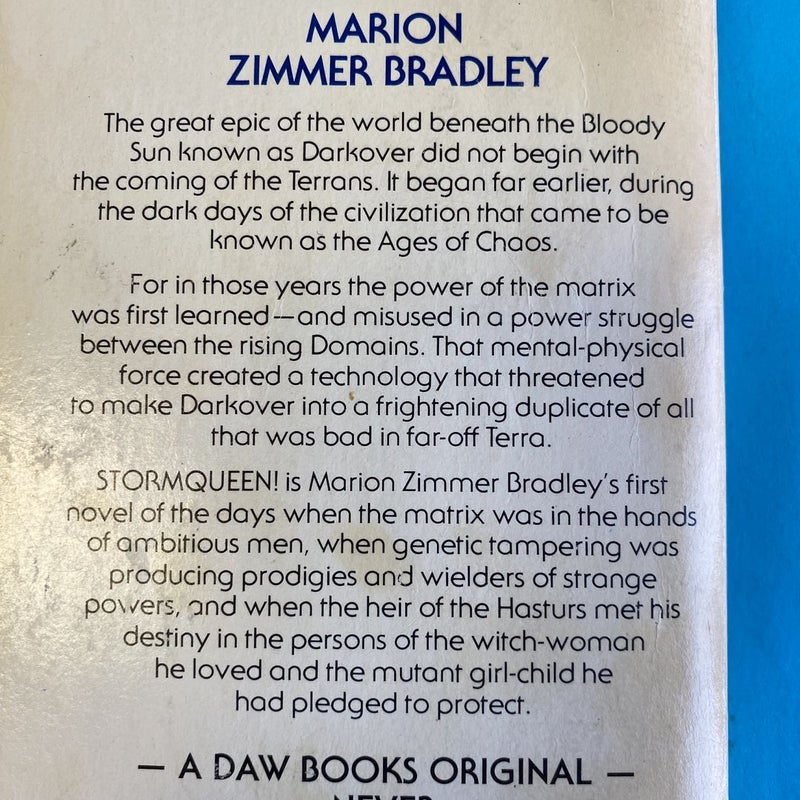 MARION
ZIMMER BRADLEY
The great epic of the world beneath the Bloody
Sun known as Darkover did not begin with
the coming of the Terrans. It began far earlier, during
the dark days of the civilization that came to be
known as the Ages of Chaos.
For in those years the power of the matrix
was first learned—and misused in a power struggle
between the rising Domains. That mental-physical
force created a technology that threatened
to make Darkover into a frightening duplicate of all
that was bad in far-off Terra.
STORMQUEEN! is Marion Zimmer Bradley's first
novel of the days when the matrix was in the hands
of ambitious men, when genetic tampering was
producing prodigies and wielders of strange
powers, and when the heir of the Hasturs met his
destiny in the persons of the witch-woman
he loved and the mutant girl-child he
had pledged to protect.
— A DAW BOOKS ORIGINAL —
NEVER